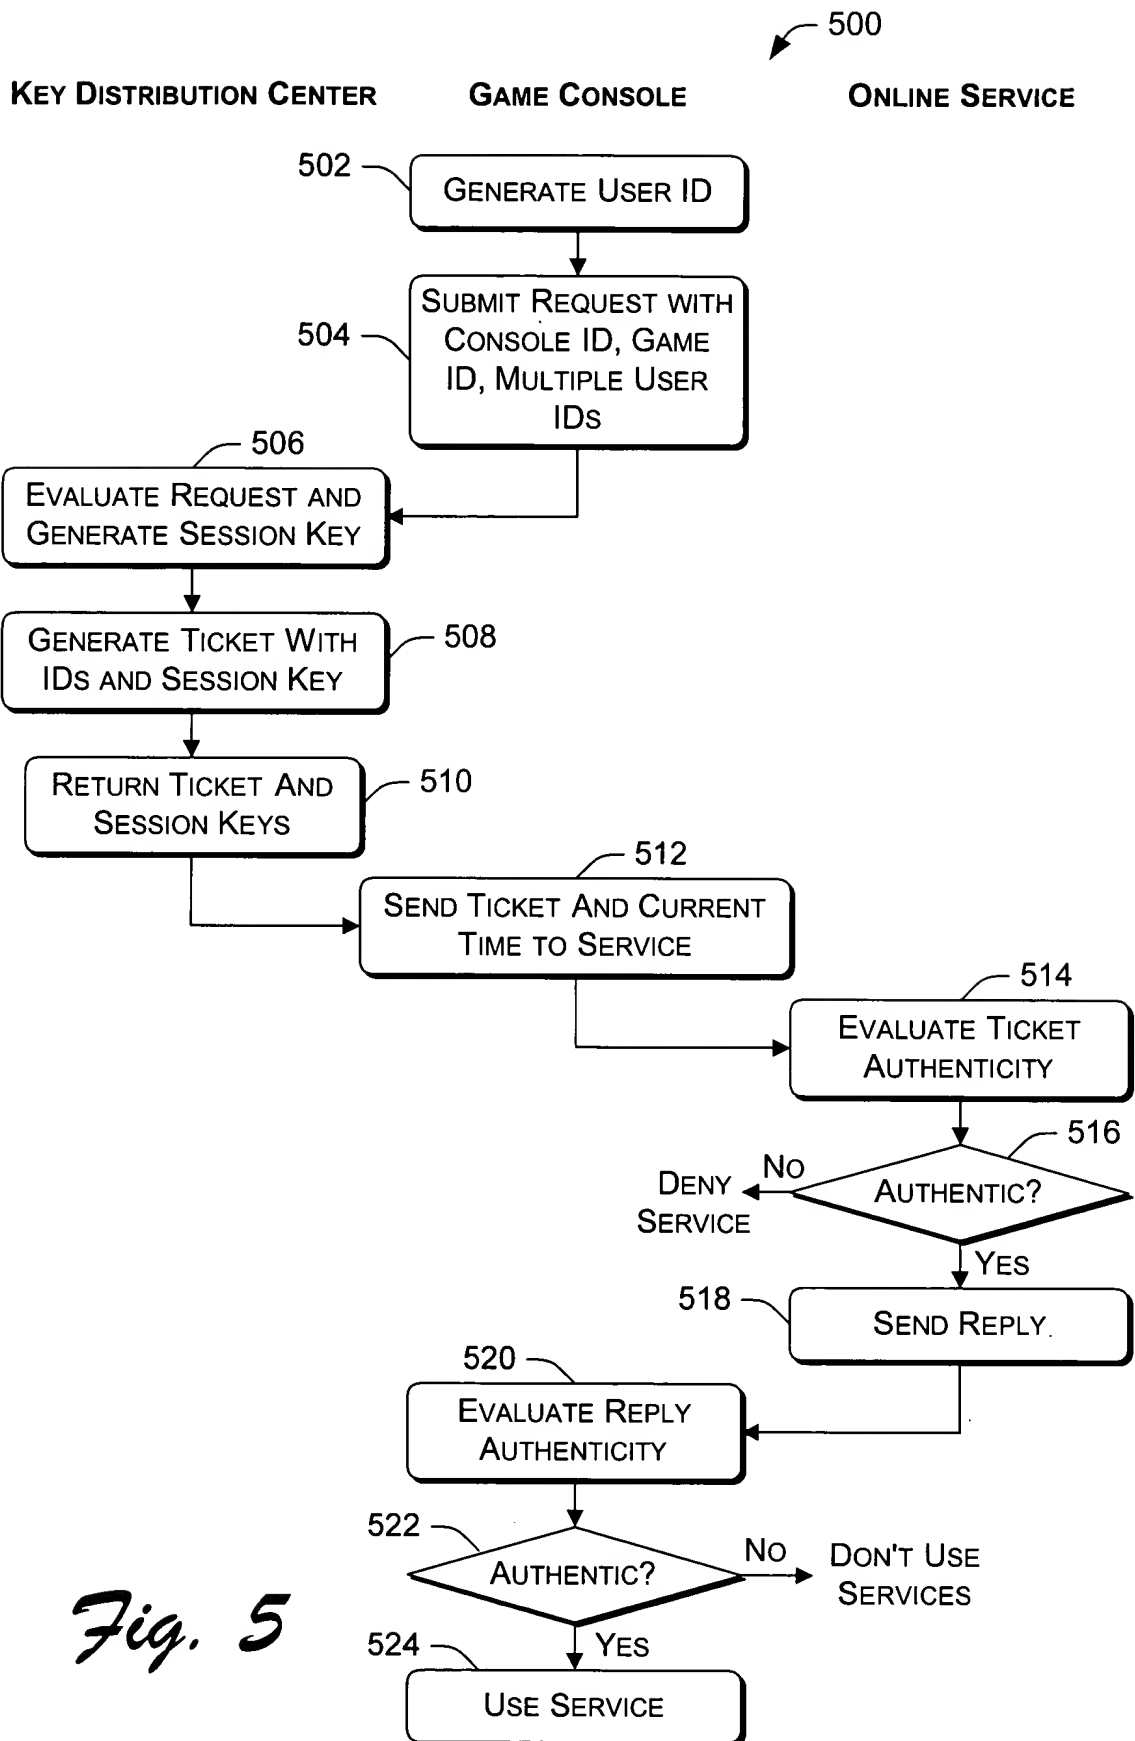 500
KEY DISTRIBUTION CENTER
GAME CONSOLE
ONLINE SERVICE
502
GENERATE USER ID
504
SUBMIT REQUEST WITH
CONSOLE ID, GAME
ID, MULTIPLE USER
IDS
506
EVALUATE REQUEST AND
GENERATE SESSION KEY
GENERATE TICKET WITH
IDS AND SESSION KEY
508
RETURN TICKET AND
SESSION KEYS
510
512
SEND TICKET AND CURRENT
TIME TO SERVICE
514
EVALUATE TICKET
AUTHENTICITY
516
AUTHENTIC?
NO
DENY
SERVICE
YES
518
SEND REPLY
520
EVALUATE REPLY
AUTHENTICITY
522
AUTHENTIC?
NO
DON'T USE
SERVICES
YES
524
USE SERVICE
Fig. 5